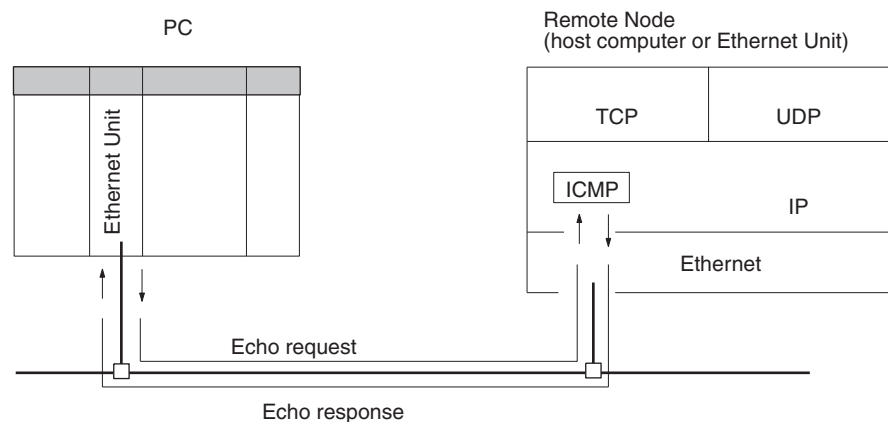 PC
Remote Node
(host computer or Ethernet Unit)
Ethernet Unit
TCP
UDP
ICMP
IP
Ethernet
Echo request
Echo response